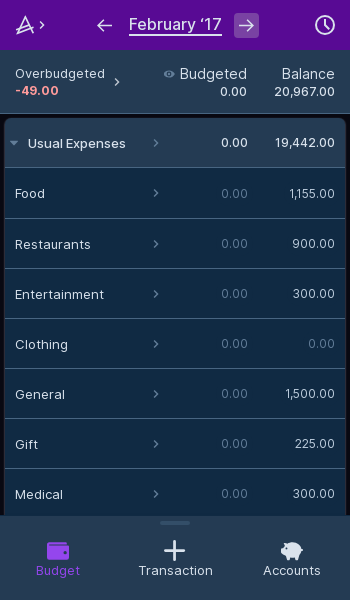 February ‘17
Overbudgeted Budgeted Balance
-49.00 0.00 20,967.00
Usual Expenses 0.00 19,442.00
Food 0.00 1,155.00
Restaurants 0.00 900.00
Entertainment 0.00 300.00
Clothing 0.00 0.00
General 0.00 1,500.00
Gift 0.00 225.00
Medical 0.00 300.00
Budget Transaction Accounts